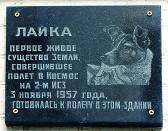 ЛАЙКА
ПЕРВОЕ ЖИВОЕ
СУЩЕСТВО ЗЕМЛИ,
СОВЕРШИВШЕЕ
ПОЛЕТ В КОСМОС
НА 2-М ИСЗ
3 НОЯБРЯ 1957 ГОДА,
ГОТОВИЛАСЬ К ПОЛЕТУ В ЭТОМ ЗДАНИИ